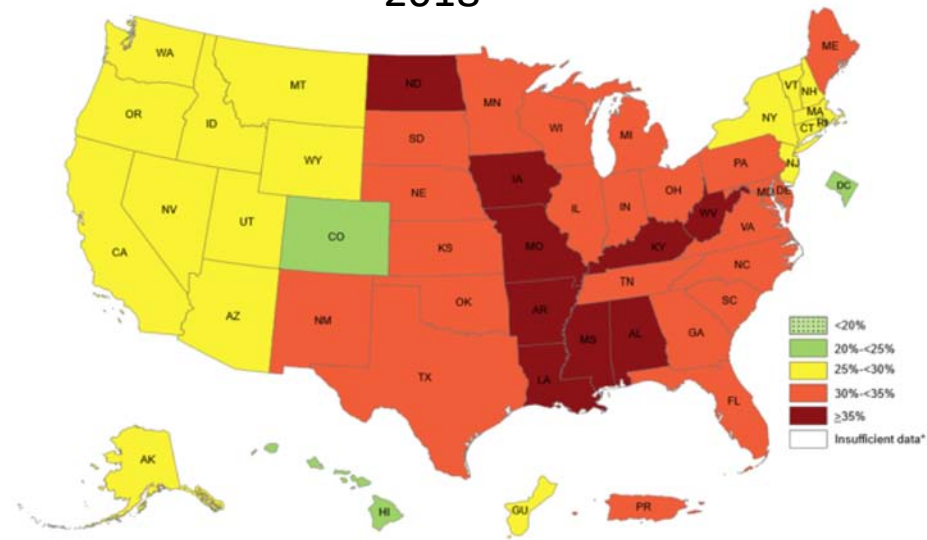 2018
WA
MT
ND
MN
ME
OR
ID
SD
WI
MI
VT
NH
NY
MA
CT
RI
WY
IA
NE
PA
NJ
NV
UT
CO
IL
IN
OH
MD
DE
DC
WV
VA
CA
KS
MO
KY
NC
TN
AZ
NM
OK
AR
SC
MS
AL
GA
TX
LA
FL
<20%
20%-<25%
25%-<30%
30%-<35%
≥35%
Insufficient data*
AK
HI
GU
PR